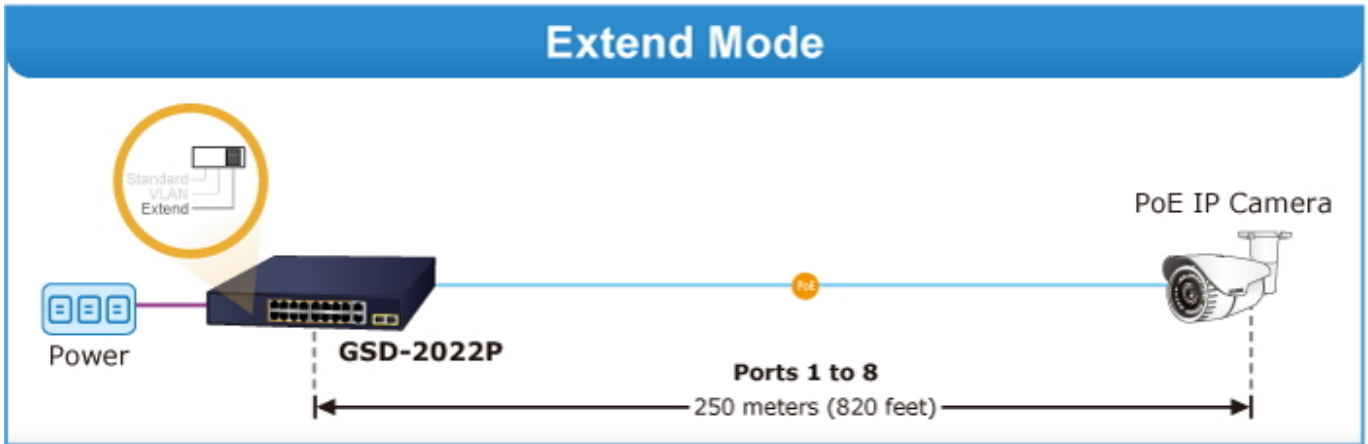 Extend Mode
Standard
VLAN
Extend
PoE IP Camera
PoE
Power
GSD-2022P
Ports 1 to 8
250 meters (820 feet)